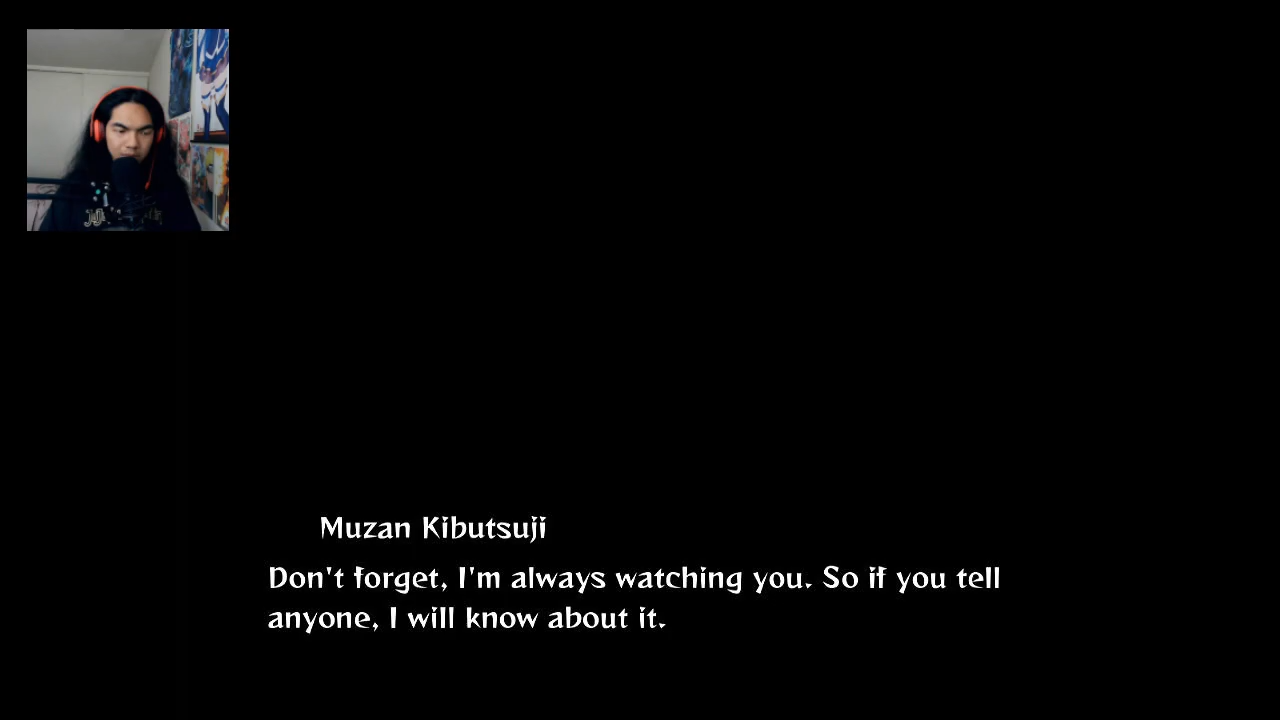 Muzan Kibutsuji
Don't forget, I'm always watching you. So if you tell
anyone, I will know about it.